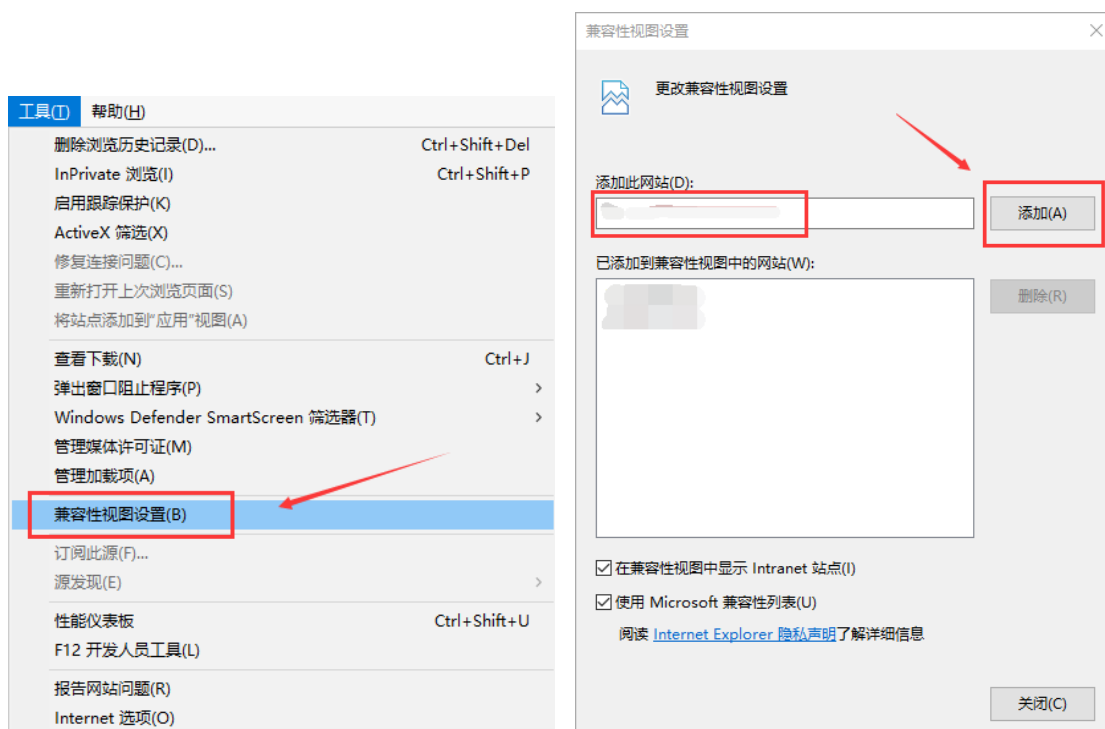 工具(T) 帮助(H)
删除浏览历史记录(D)... Ctrl+Shift+Del
InPrivate 浏览(I) Ctrl+Shift+P
启用跟踪保护(K)
ActiveX 筛选(X)
修复连接问题(C)...
重新打开上次浏览页面(S)
将站点添加到“应用”视图(A)
查看下载(N) Ctrl+J
弹出窗口阻止程序(P)
Windows Defender SmartScreen 筛选器(T)
管理媒体许可证(M)
管理加载项(A)
兼容性视图设置(B)
订阅此源(F)...
源发现(E)
性能仪表板 Ctrl+Shift+U
F12 开发人员工具(L)
报告网站问题(R)
Internet 选项(O)
兼容性视图设置
更改兼容性视图设置
添加此网站(D):
添加(A)
已添加到兼容性视图中的网站(W):
删除(R)
在兼容性视图中显示 Intranet 站点(I)
使用 Microsoft 兼容性列表(U)
阅读 Internet Explorer 隐私声明了解详细信息
关闭(C)